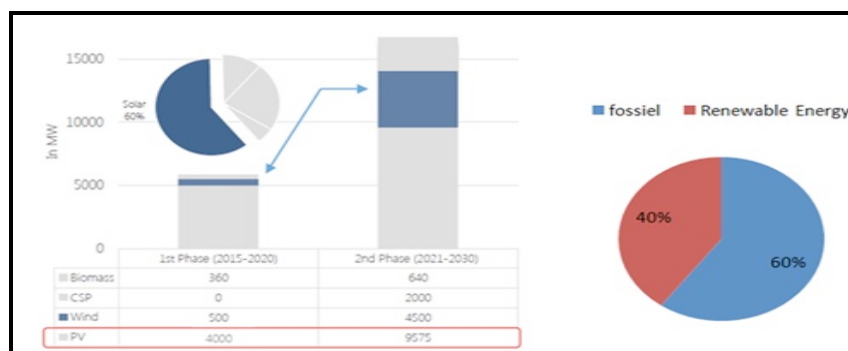 15000
10000
5000
0
In MW
Solar
60%
1st Phase (2015-2020) 2nd Phase (2021-2030)
Biomass 360 640
CSP 0 2000
Wind 500 4500
PV 4000 9575
fossiel Renewable Energy
40%
60%